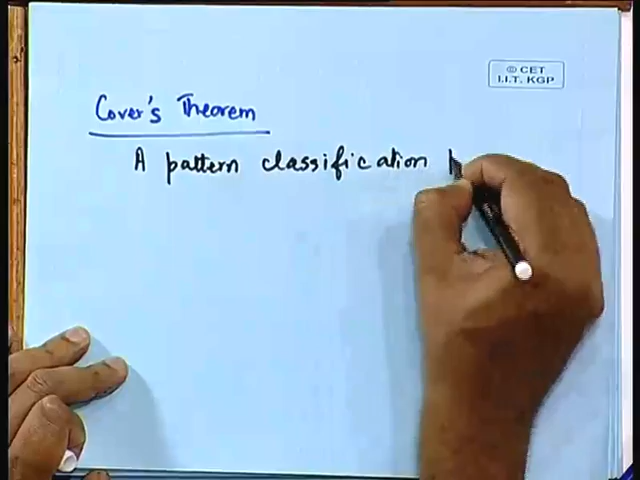 © CET
I.I.T. KGP
Cover's Theorem
A pattern classification